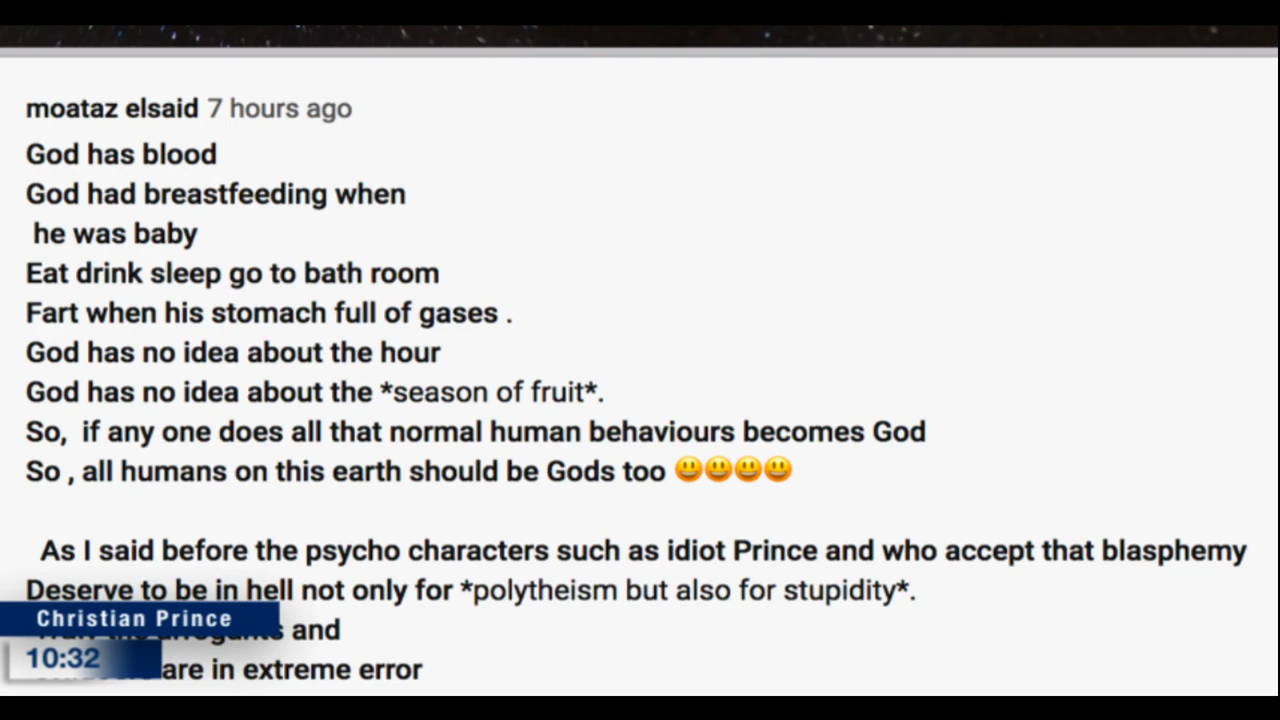 moataz elsaid 7 hours ago
God has blood
God had breastfeeding when
he was baby
Eat drink sleep go to bath room
Fart when his stomach full of gases .
God has no idea about the hour
God has no idea about the *season of fruit*.
So, if any one does all that normal human behaviours becomes God
So , all humans on this earth should be Gods too 😃😃😃😃
As I said before the psycho characters such as idiot Prince and who accept that blasphemy
Deserve to be in hell not only for *polytheism but also for stupidity*.
Christian Prince
and
10:32
are in extreme error